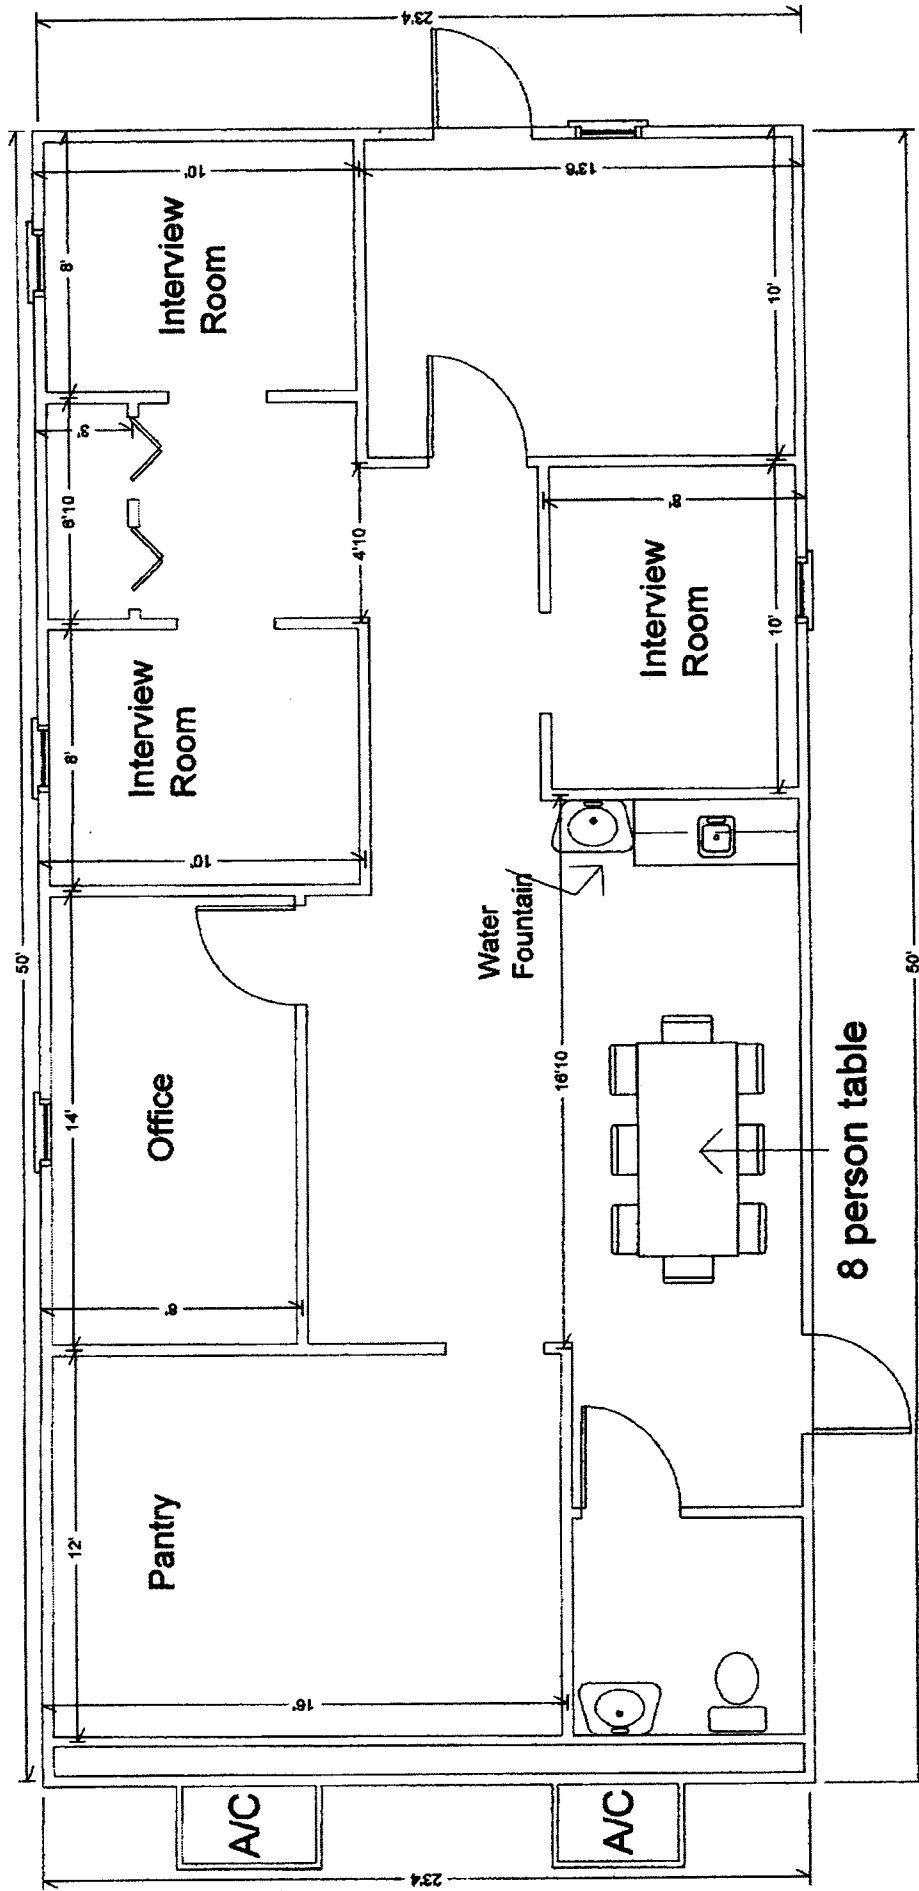 23'4
10'
13'6
8'
Interview
Room
10'
3'
6'10
4'10
8'
10'
Interview
Room
8'
Interview
Room
10'
50'
14'
Office
8'
Water
Fountain
16'10
50'
8 person table
12'
Pantry
16'
A/C
A/C
23'4